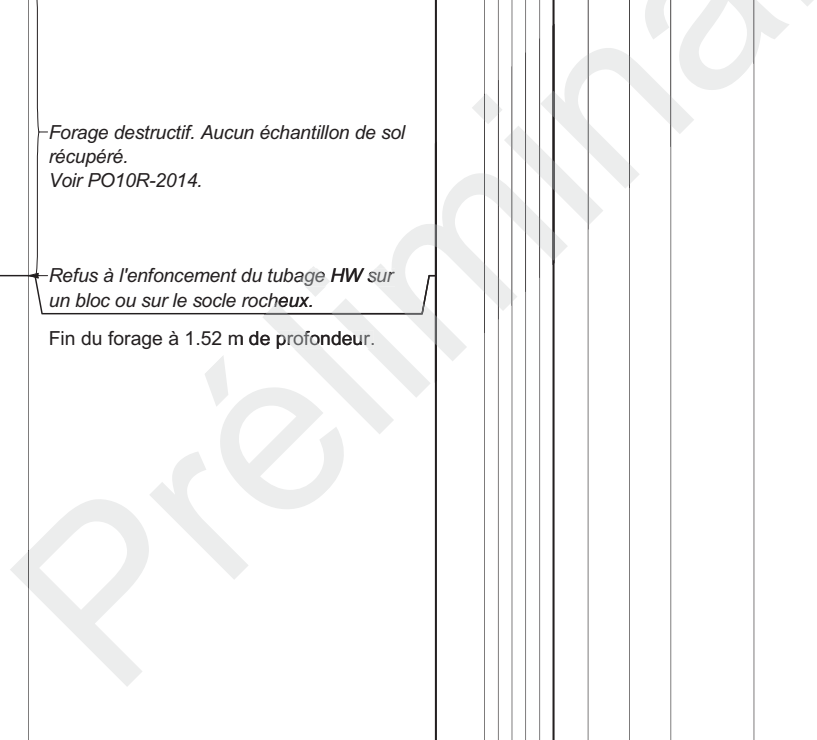 Forage destructif. Aucun échantillon de sol
récupéré.
Voir PO10R-2014.
Refus à l'enfoncement du tubage HW sur
un bloc ou sur le socle rocheux.
Fin du forage à 1.52 m de profondeur.